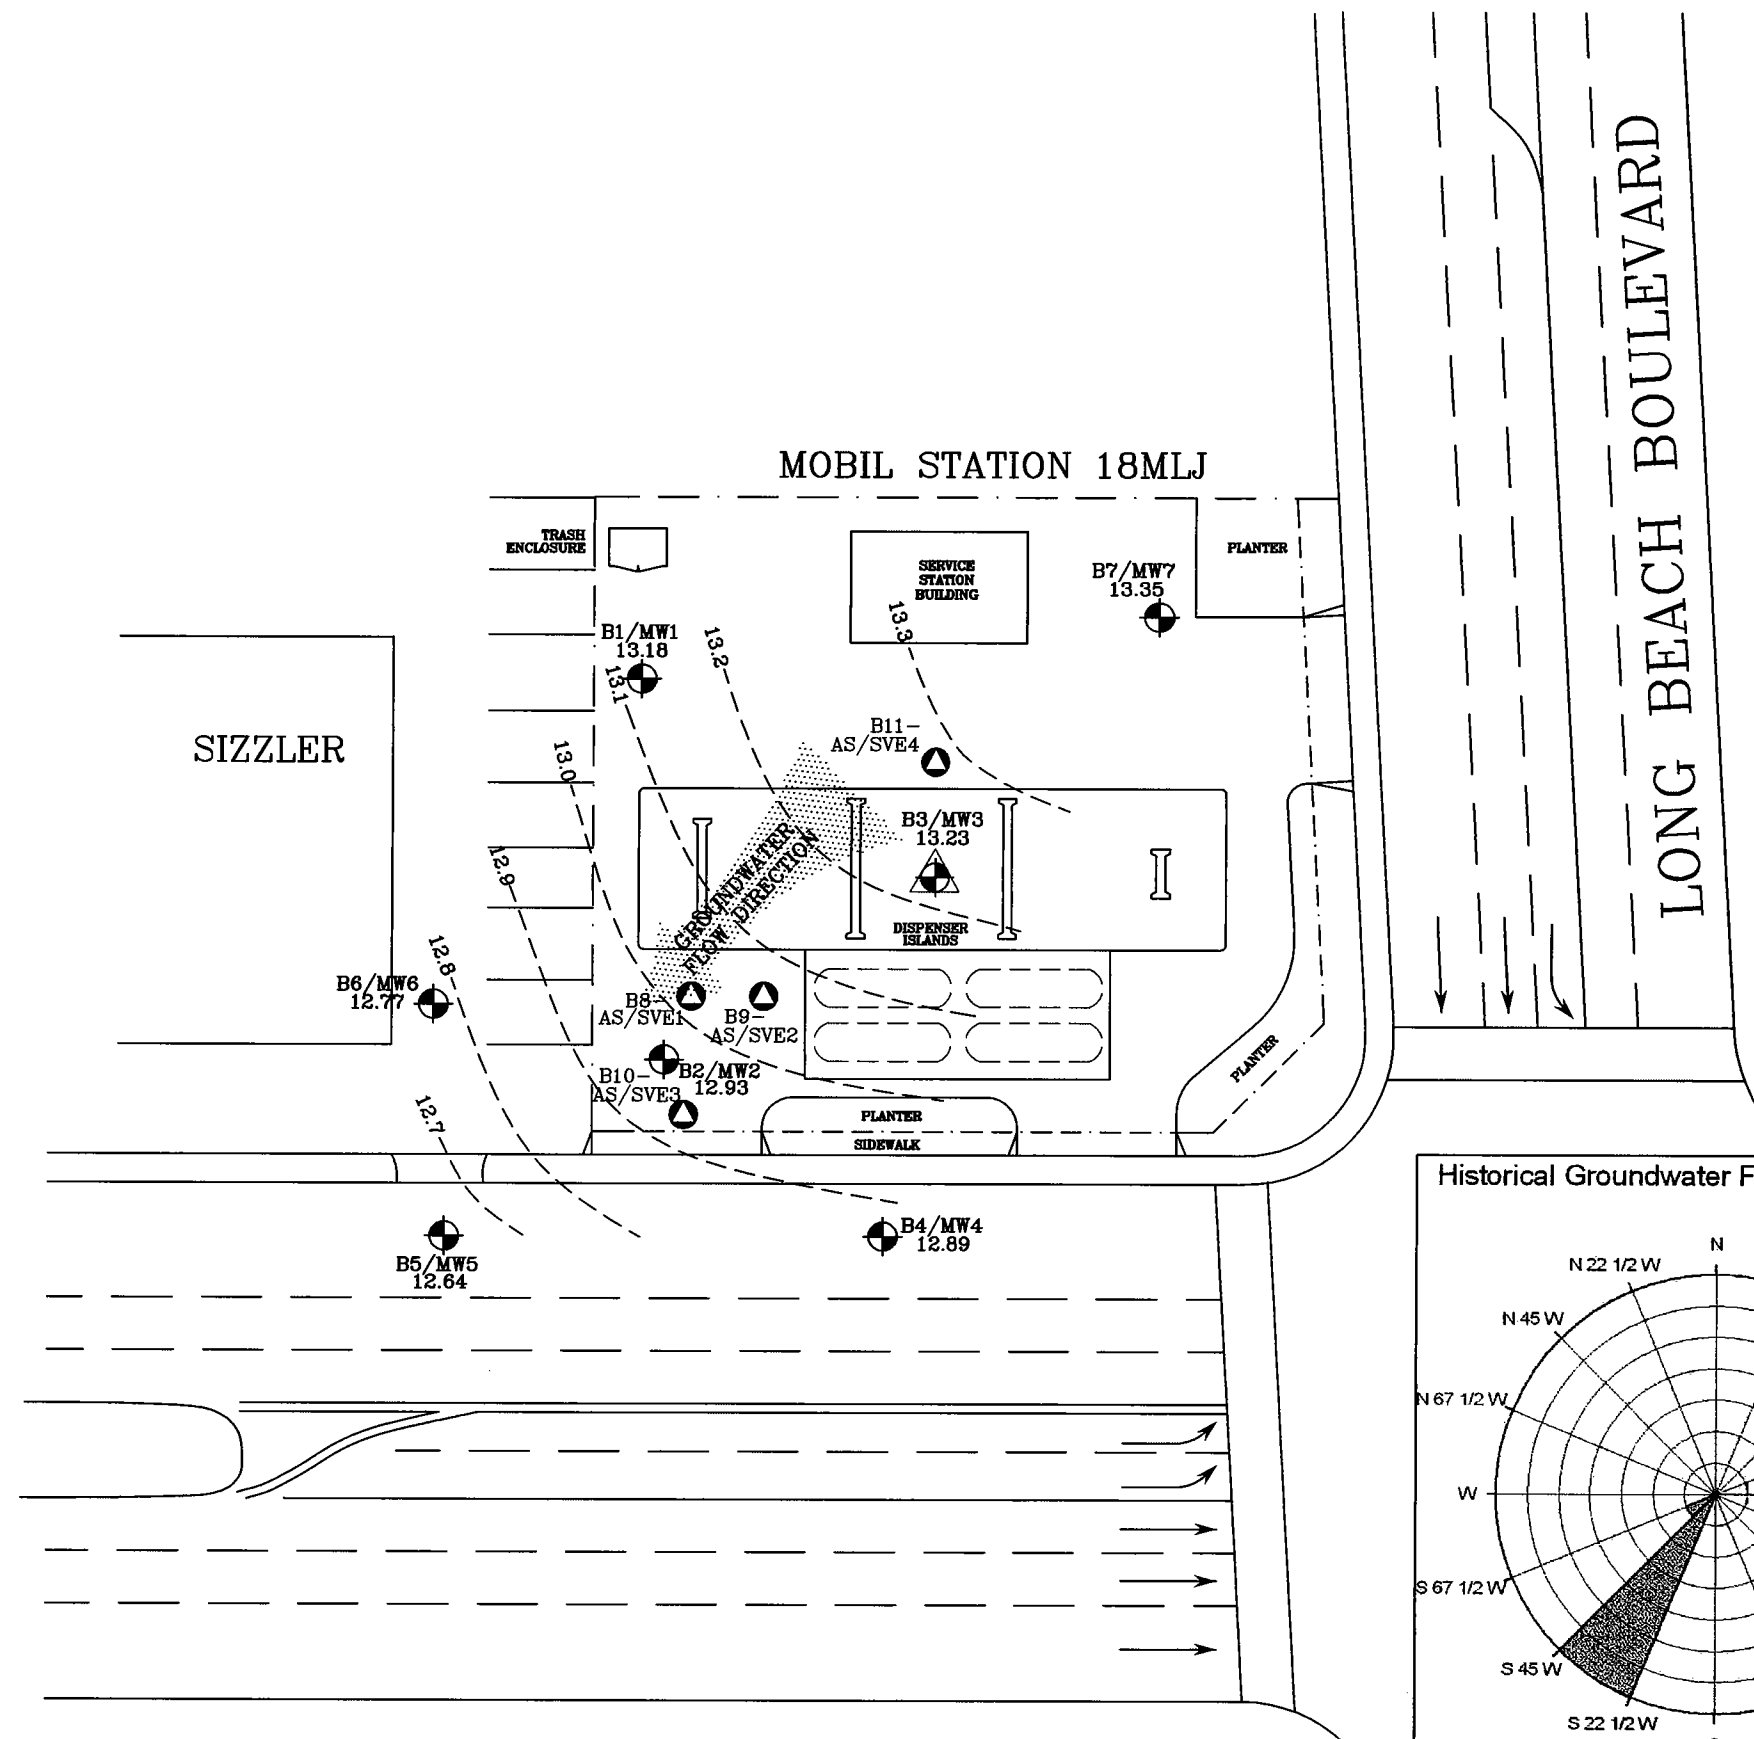 LONG BEACH BOULEVARD
MOBIL STATION 18MLJ
TRASH
ENCLOSURE
SERVICE
STATION
BUILDING
PLANTER
B7/MW7
13.35
B1/MW1
13.18
13.3
13.2
13.1
13.0
12.9
12.8
12.7
SIZZLER
B11-
AS/SVE4
B3/MW3
13.23
GROUNDWATER
FLOW DIRECTION
DISPENSER
ISLANDS
B6/MW6
12.77
B8-
AS/SVE1
B9-
AS/SVE2
B2/MW2
12.93
B10-
AS/SVE3
PLANTER
PLANTER
SIDEWALK
B4/MW4
12.89
B5/MW5
12.64
Historical Groundwater F
N
N 22 1/2 W
N 45 W
N 67 1/2 W
W
S 67 1/2 W
S 45 W
S 22 1/2 W